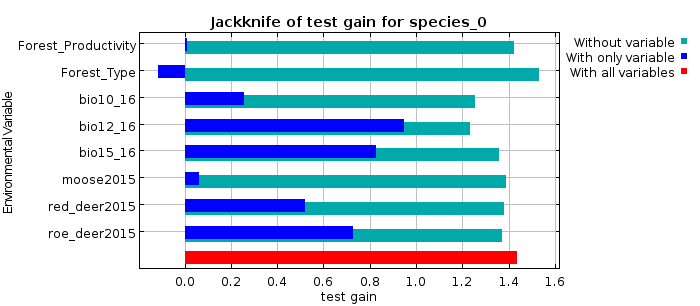 Jackknife of test gain for species_0
Environmental Variable
Forest_Productivity
Forest_Type
bio10_16
bio12_16
bio15_16
moose2015
red_deer2015
roe_deer2015
0.0 0.2 0.4 0.6 0.8 1.0 1.2 1.4 1.6
test gain
Without variable
With only variable
With all variables